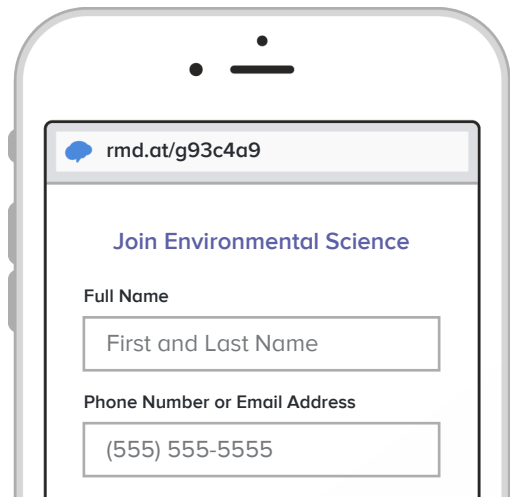 rmd.at/g93c4a9
Join Environmental Science
Full Name
First and Last Name
Phone Number or Email Address
(555) 555-5555